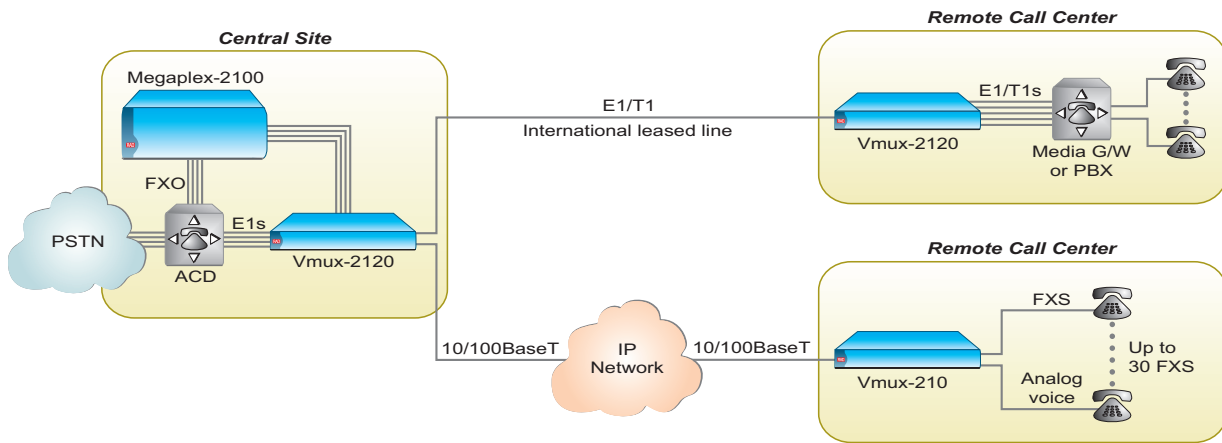 Central Site
Megaplex-2100
FXO
PSTN
ACD
E1s
Vmux-2120
E1/T1
International leased line
Remote Call Center
Vmux-2120
E1/T1s
Media G/W
or PBX
10/100BaseT
IP
Network
10/100BaseT
Remote Call Center
Vmux-210
FXS
Up to
30 FXS
Analog
voice